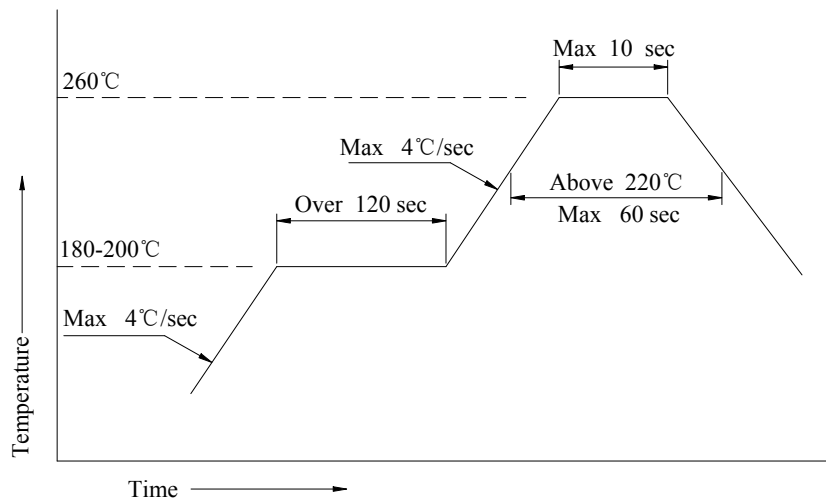 Max 10 sec
260℃
Max 4℃/sec
Above 220℃
Max 60 sec
Over 120 sec
180-200℃
Max 4℃/sec
Temperature
Time